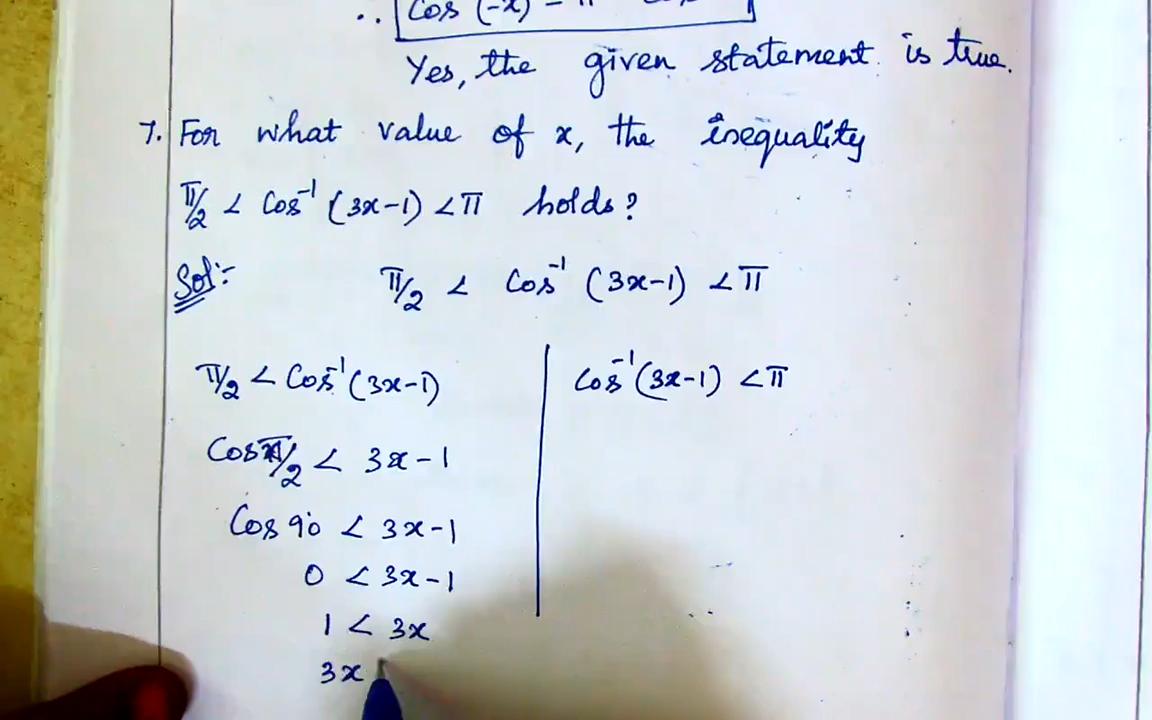 ∴ Cos (-x) = π
Yes, the given statement is true.
7. For what value of x, the inequality
π/2 < Cos⁻¹ (3x-1) < π holds?
Sol:-
π/2 < Cos⁻¹ (3x-1) < π
π/2 < Cos⁻¹(3x-1)
Cos π/2 < 3x-1
Cos 90 < 3x-1
0 < 3x-1
1 < 3x
3x
Cos⁻¹(3x-1) < π